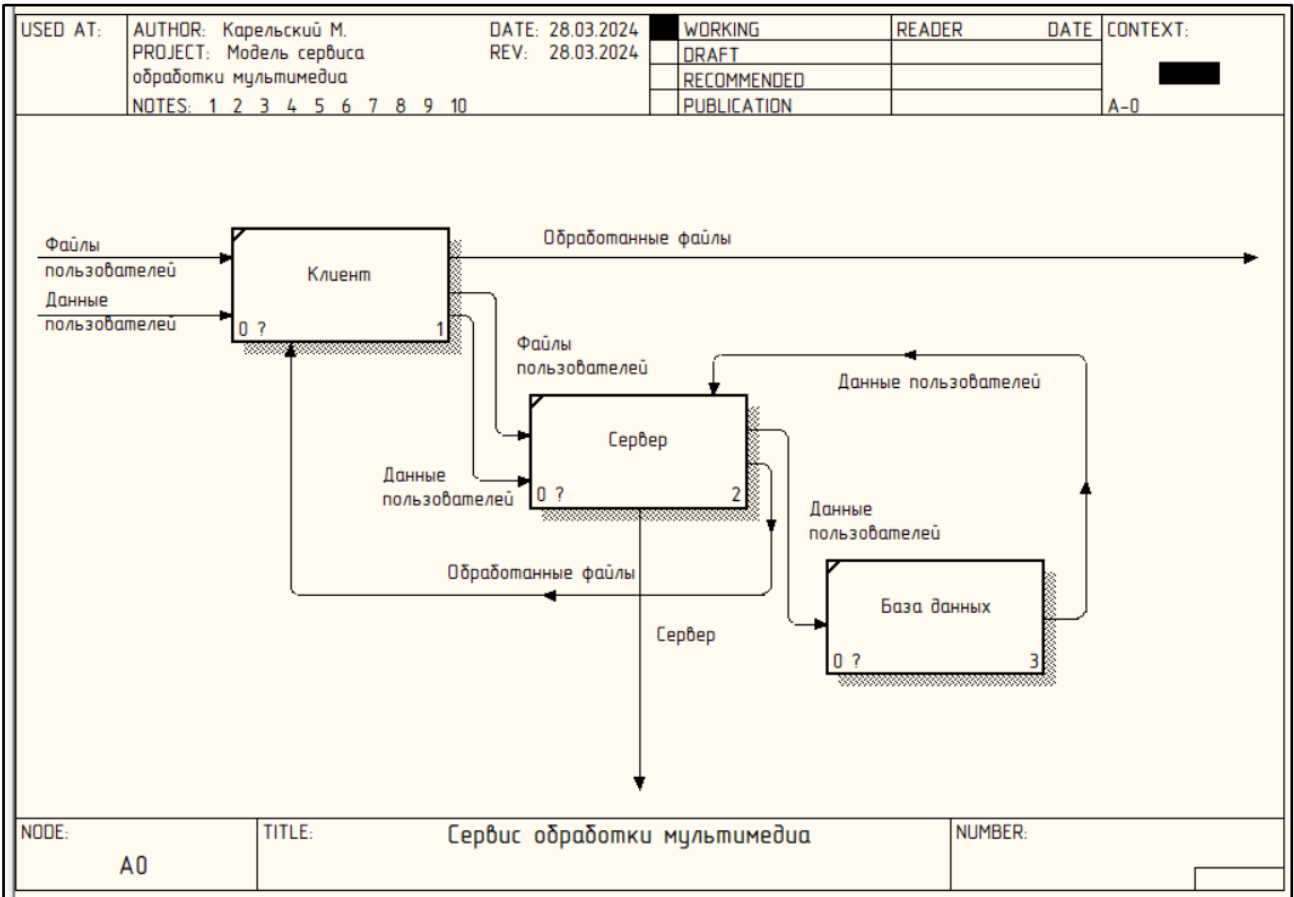 USED AT:
AUTHOR: Карельский М.
DATE: 28.03.2024
PROJECT: Модель сервиса
REV: 28.03.2024
обработки мультимедиа
NOTES: 1 2 3 4 5 6 7 8 9 10
WORKING
DRAFT
RECOMMENDED
PUBLICATION
READER
DATE
CONTEXT:
A-0
Файлы
пользователей
Данные
пользователей
Клиент
0 ?
1
Обработанные файлы
Файлы
пользователей
Данные
пользователей
Сервер
0 ?
2
Данные пользователей
Данные
пользователей
Обработанные файлы
Сервер
База данных
0 ?
3
NODE:
A0
TITLE:
Сервис обработки мультимедиа
NUMBER: